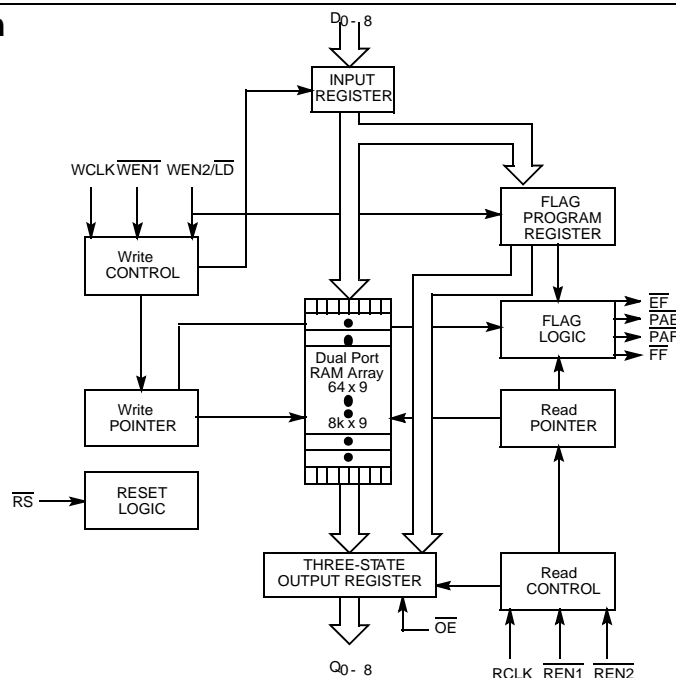 n
D0 - 8
INPUT
REGISTER
WCLK WEN1 WEN2/LD
FLAG
PROGRAM
REGISTER
Write
CONTROL
EF
PAE
PAF
FF
FLAG
LOGIC
Dual Port
RAM Array
64 x 9
8k x 9
Write
POINTER
Read
POINTER
RS
RESET
LOGIC
THREE-STATE
OUTPUT REGISTER
Read
CONTROL
OE
Q0 - 8
RCLK REN1 REN2